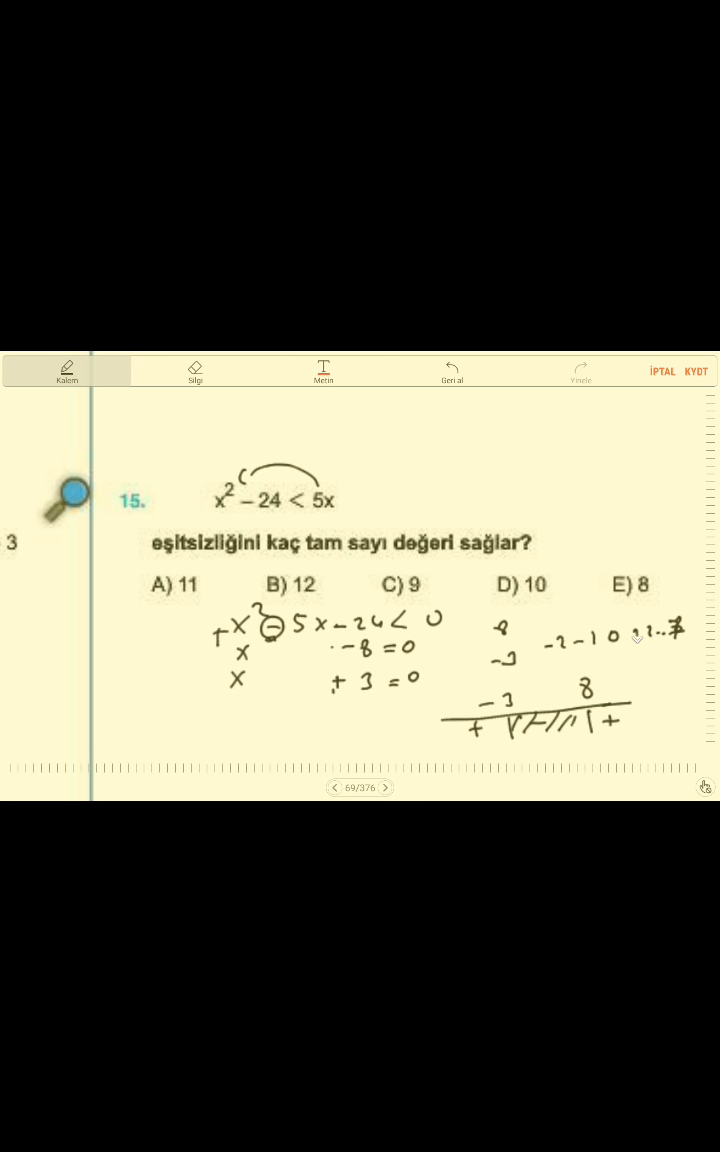 Kalem Silgi Metin Geri al Yinele İPTAL KYDT
15. x² – 24 < 5x
3 eşitsizliğini kaç tam sayı değeri sağlar?
A) 11 B) 12 C) 9 D) 10 E) 8
+ x² – 5x – 24 < 0
x – 8 = 0
x + 3 = 0
-2 -1 0
– 3 8
+ +
69/376